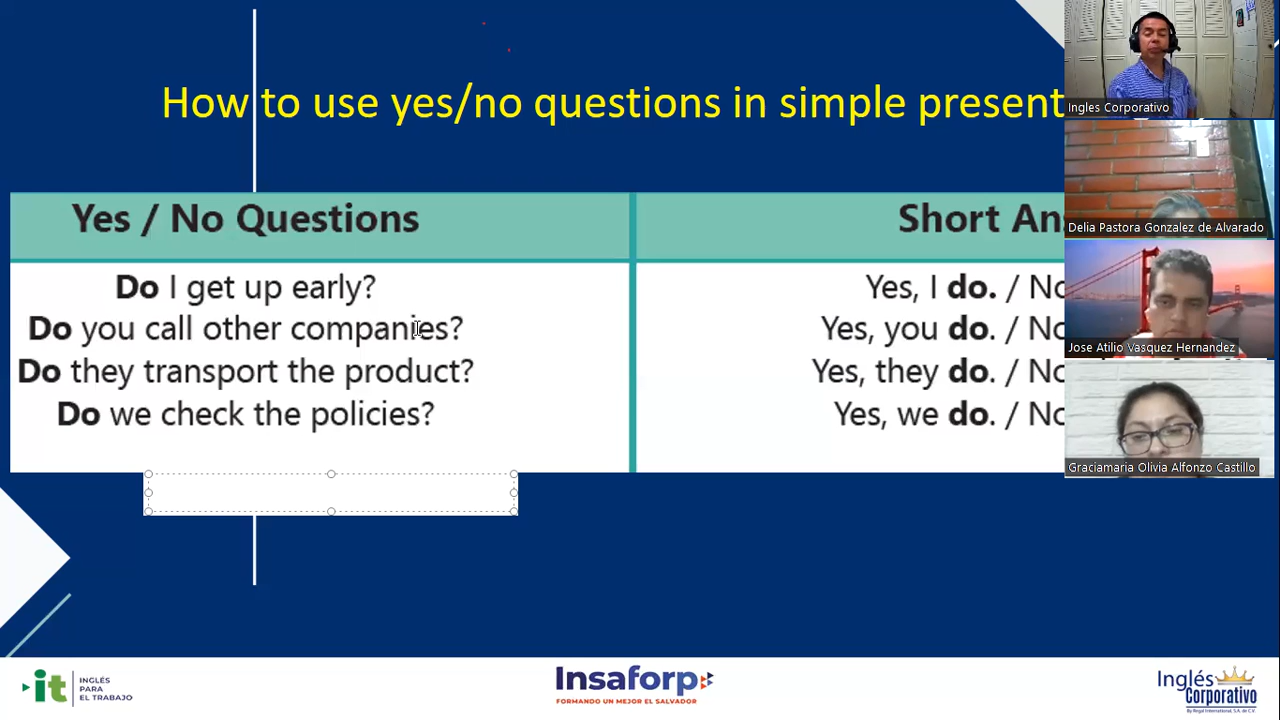 How to use yes/no questions in simple present
Yes / No Questions
Short An
Do I get up early?
Yes, I do. / No
Do you call other companies?
Yes, you do. / No
Do they transport the product?
Yes, they do. / No
Do we check the policies?
Yes, we do. / No
Ingles Corporativo
Delia Pastora Gonzalez de Alvarado
Jose Atilio Vasquez Hernandez
Graciamaria Olivia Alfonzo Castillo
it
INGLÉS
PARA
EL TRABAJO
Insaforp
FORMANDO UN MEJOR EL SALVADOR
Inglés
Corporativo
By Regal International, S.A. de C.V.